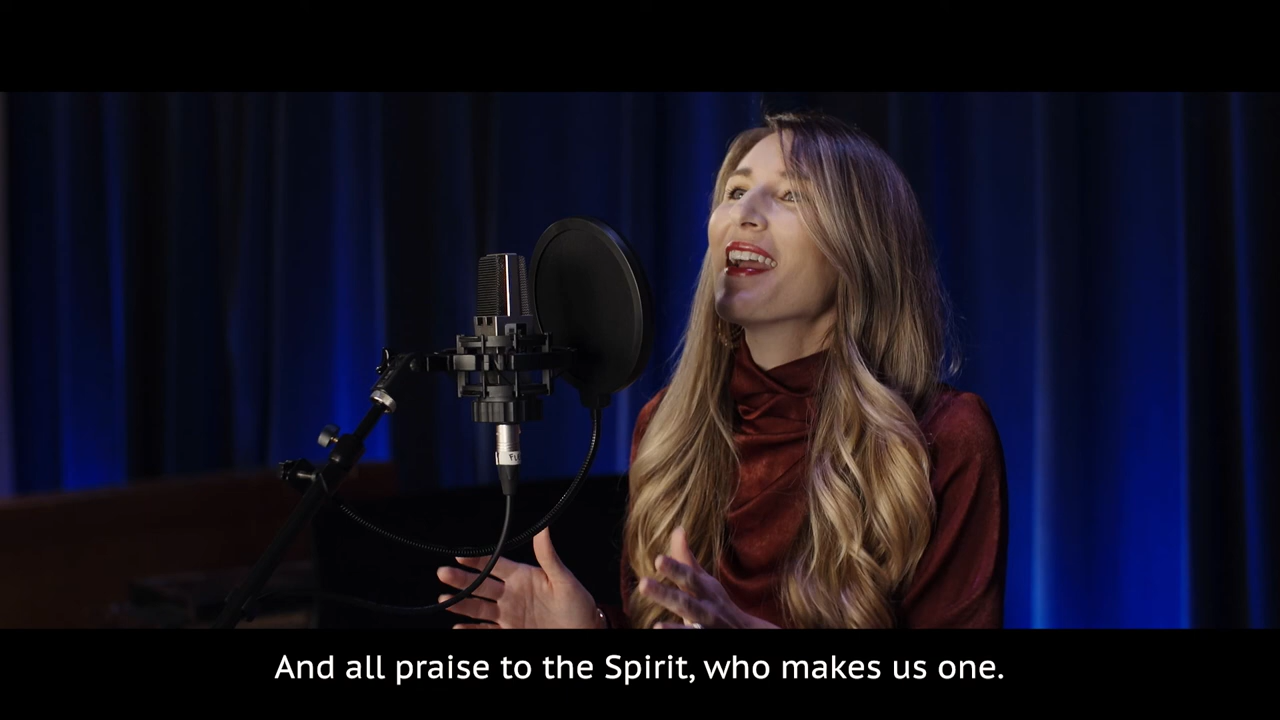 And all praise to the Spirit, who makes us one.